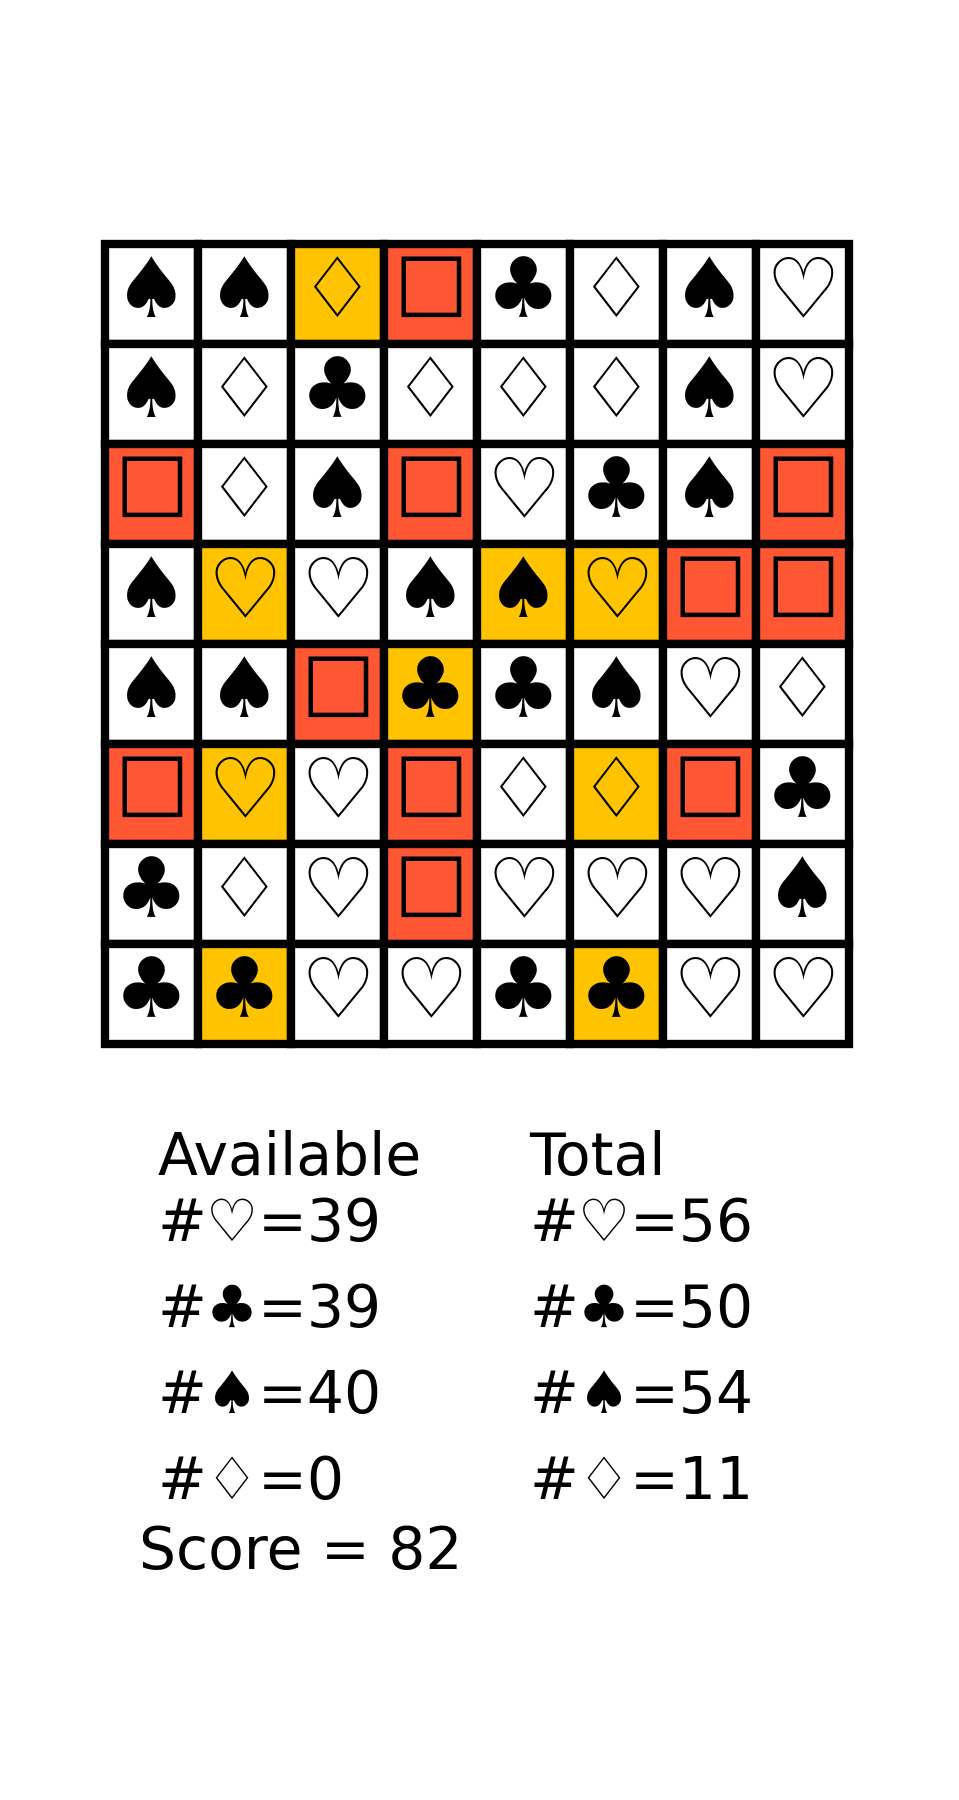 ♠ ♠ ♢ □ ♣ ♢ ♠ ♡
♠ ♢ ♣ ♢ ♢ ♢ ♠ ♡
□ ♢ ♠ □ ♡ ♣ ♠ □
♠ ♡ ♡ ♠ ♠ ♡ □ □
♠ ♠ □ ♣ ♣ ♠ ♡ ♢
□ ♡ ♡ □ ♢ ♢ □ ♣
♣ ♢ ♡ □ ♡ ♡ ♡ ♠
♣ ♣ ♡ ♡ ♣ ♣ ♡ ♡
Available Total
#♡=39 #♡=56
#♣=39 #♣=50
#♠=40 #♠=54
#♢=0 #♢=11
Score = 82